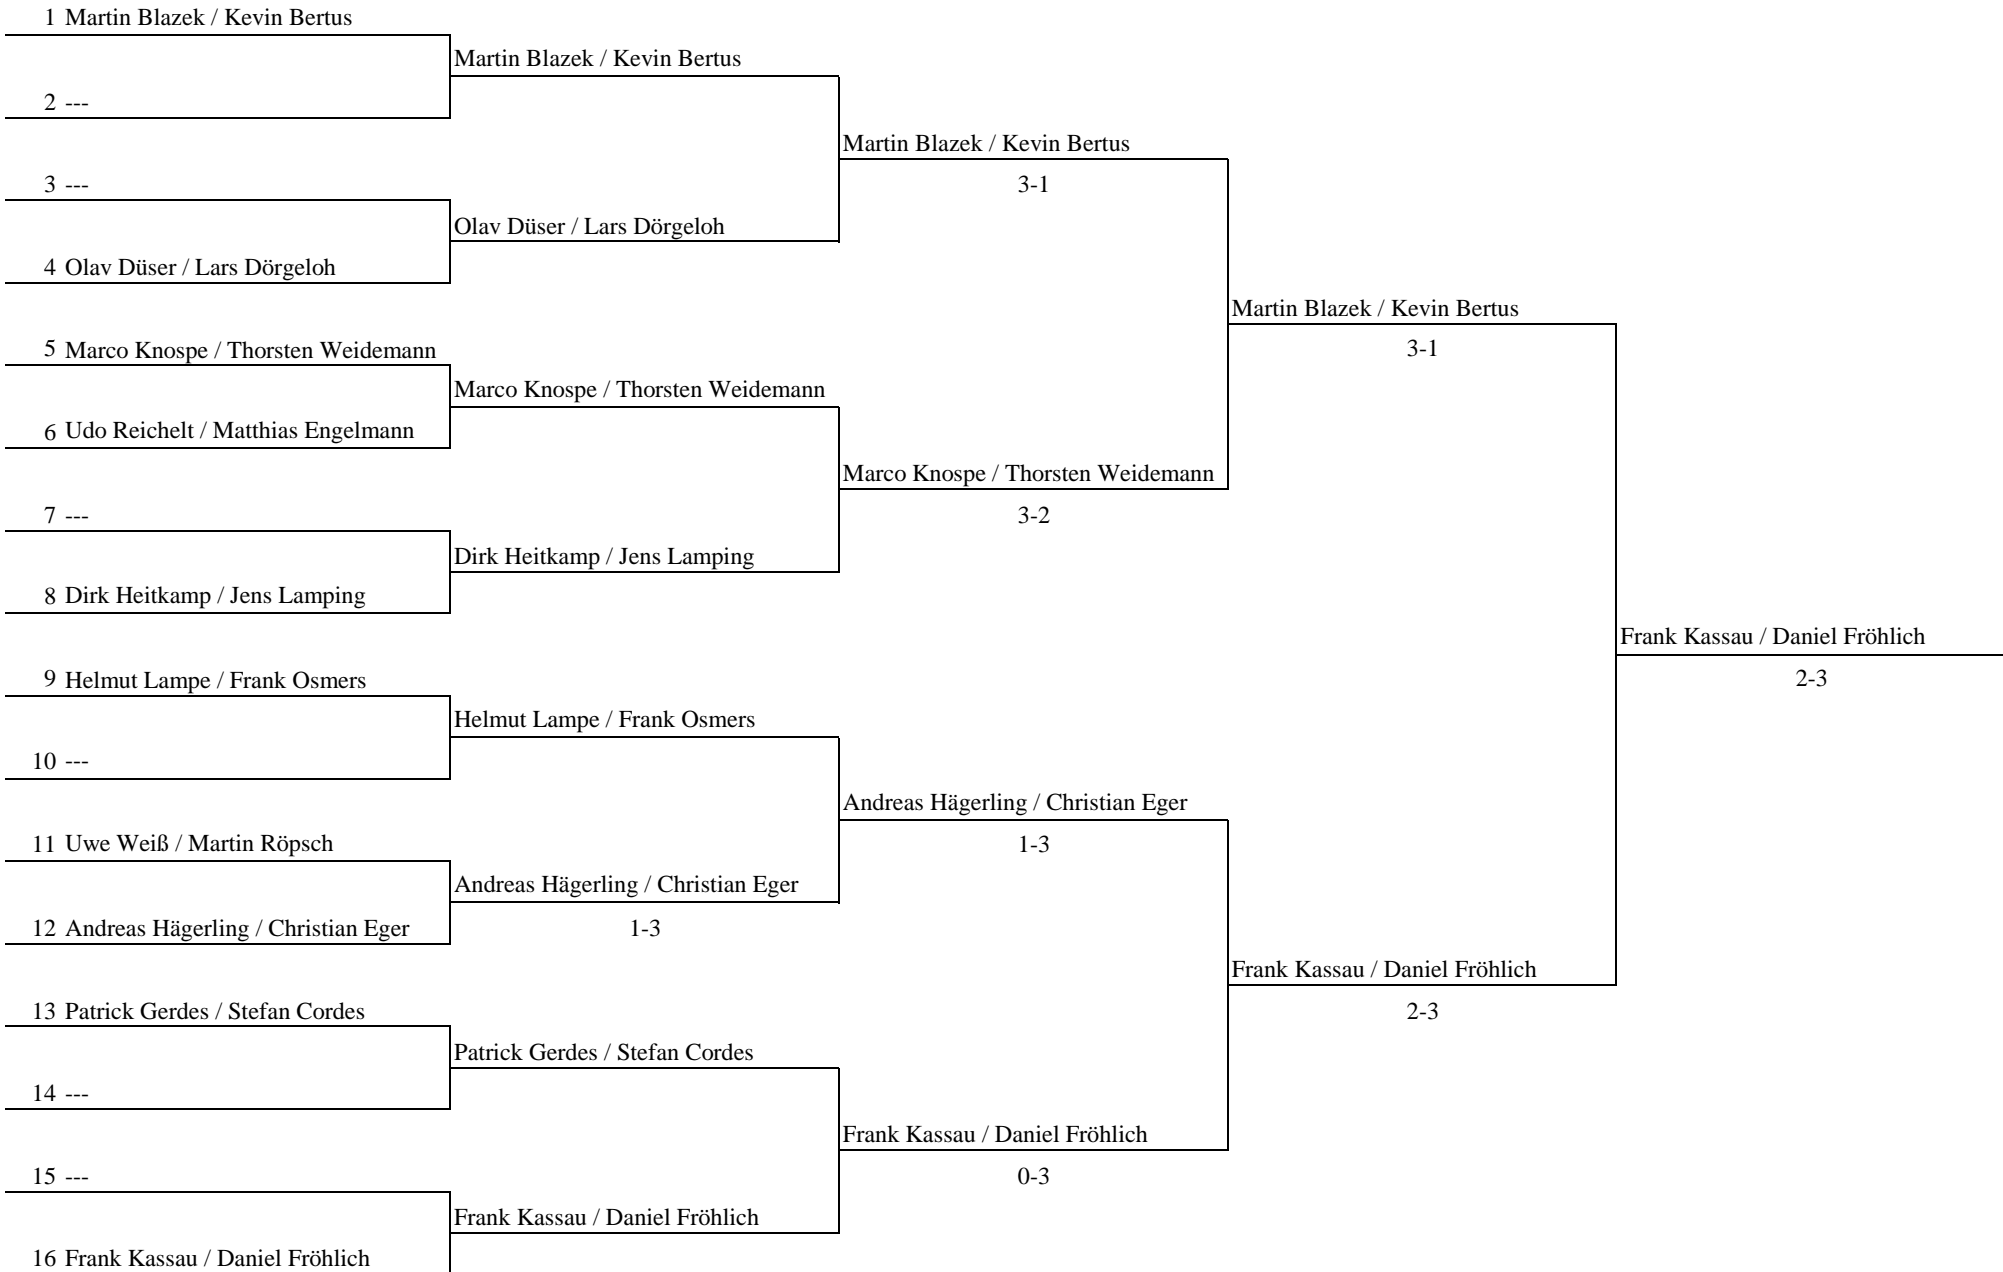 1 Martin Blazek / Kevin Bertus
Martin Blazek / Kevin Bertus
2 ---
Martin Blazek / Kevin Bertus
3 ---
3-1
Olav Düser / Lars Dörgeloh
4 Olav Düser / Lars Dörgeloh
Martin Blazek / Kevin Bertus
5 Marco Knospe / Thorsten Weidemann
3-1
Marco Knospe / Thorsten Weidemann
6 Udo Reichelt / Matthias Engelmann
Marco Knospe / Thorsten Weidemann
7 ---
3-2
Dirk Heitkamp / Jens Lamping
8 Dirk Heitkamp / Jens Lamping
Frank Kassau / Daniel Fröhlich
9 Helmut Lampe / Frank Osmers
2-3
Helmut Lampe / Frank Osmers
10 ---
Andreas Hägerling / Christian Eger
11 Uwe Weiß / Martin Röpsch
1-3
Andreas Hägerling / Christian Eger
12 Andreas Hägerling / Christian Eger
1-3
Frank Kassau / Daniel Fröhlich
13 Patrick Gerdes / Stefan Cordes
2-3
Patrick Gerdes / Stefan Cordes
14 ---
Frank Kassau / Daniel Fröhlich
15 ---
0-3
Frank Kassau / Daniel Fröhlich
16 Frank Kassau / Daniel Fröhlich